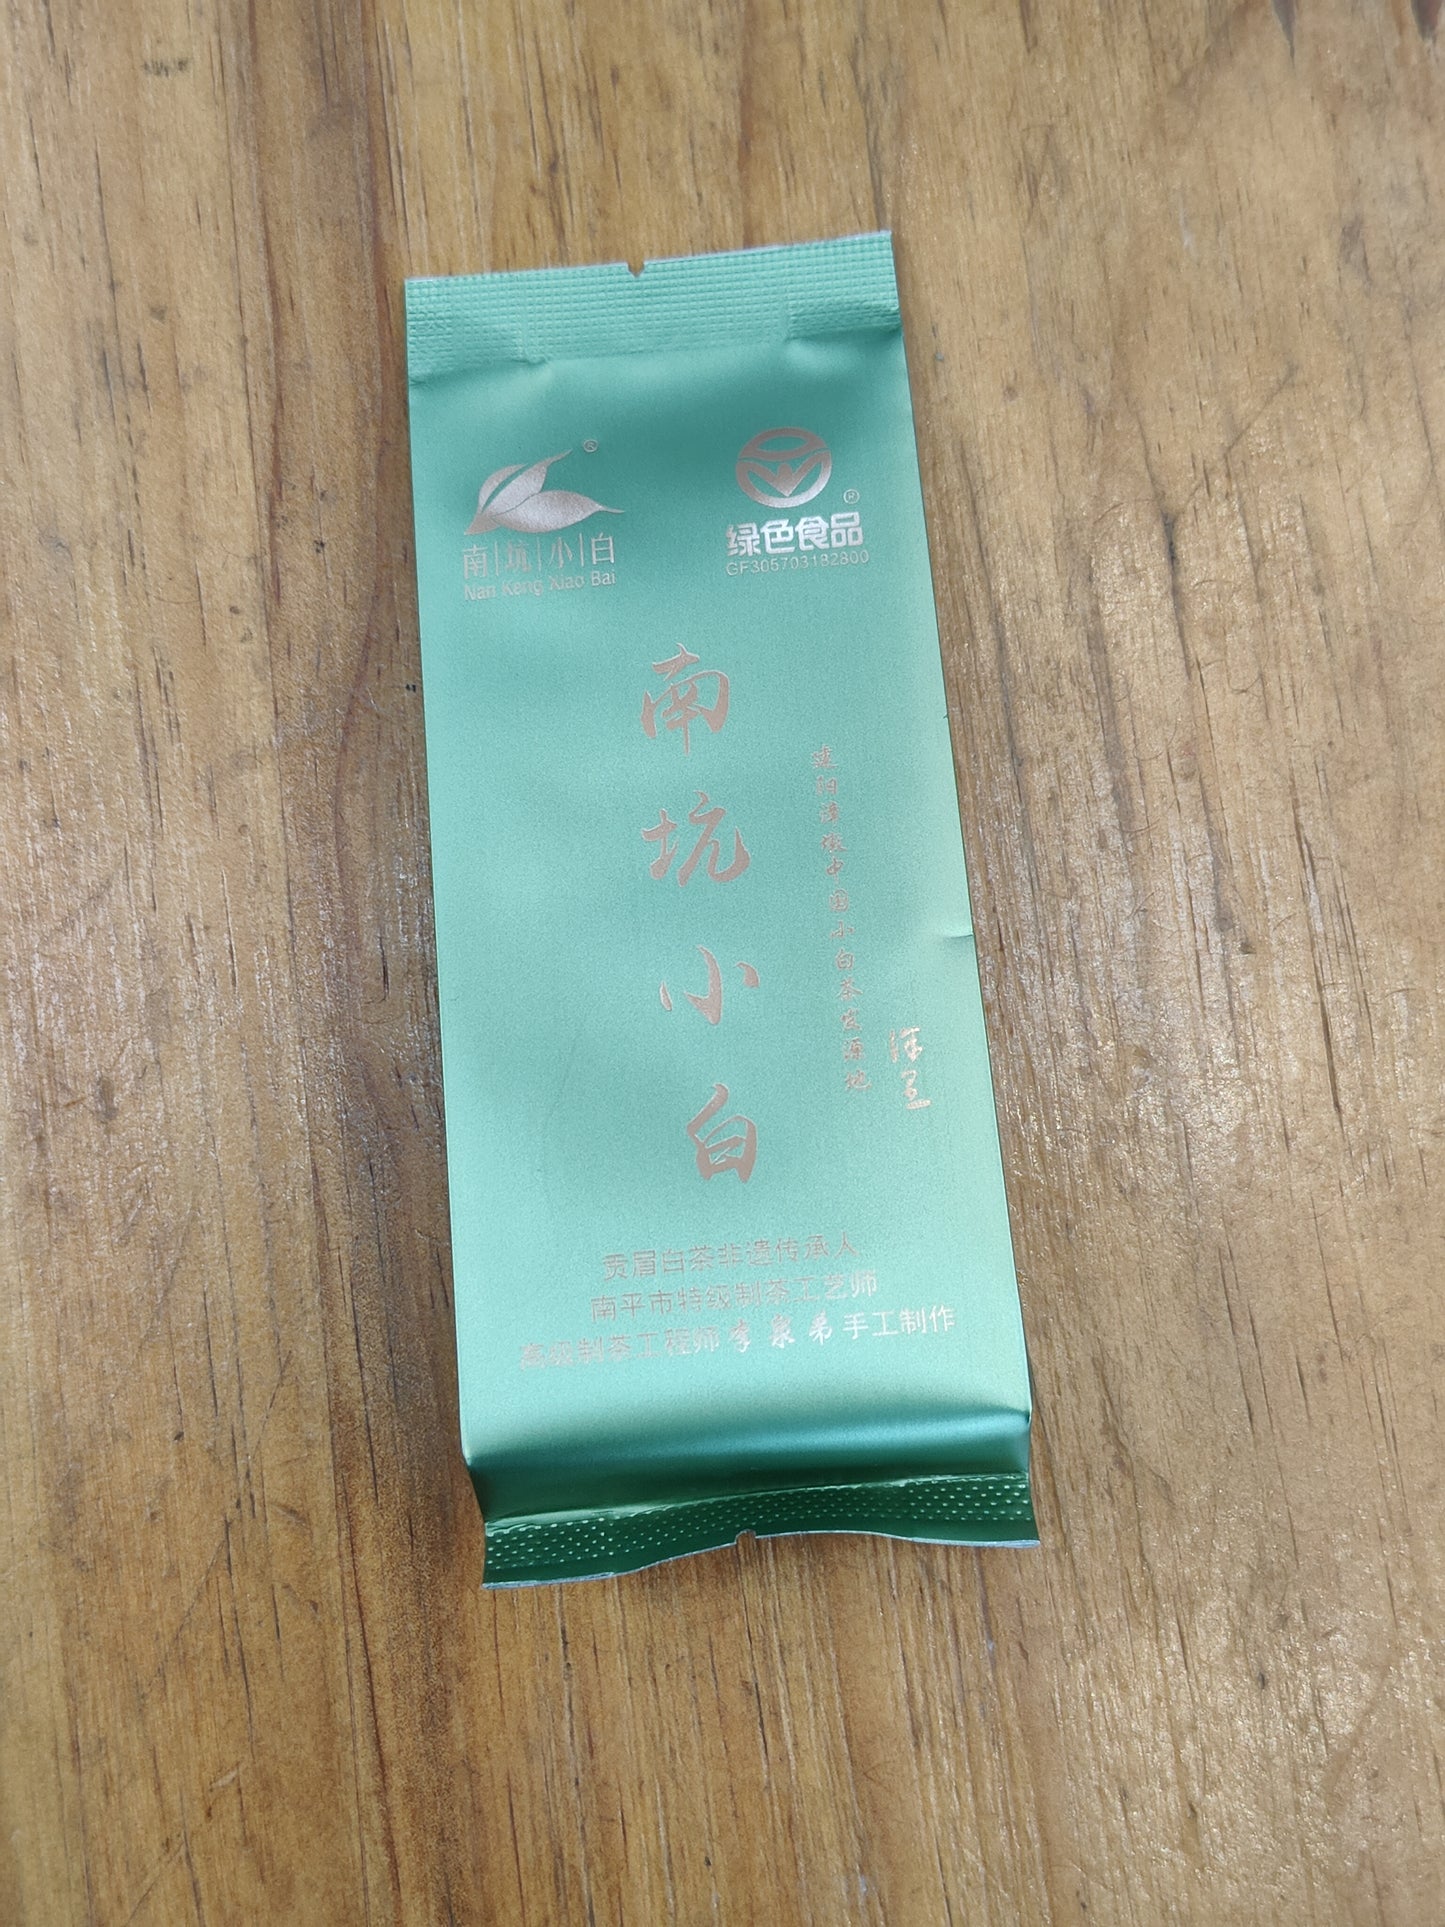 ®
南|坑|小|白
Nan Keng Xiao Bai
®
绿色食品
GF305703182800
南坑小白
建阳漳墩中国小白茶发源地
贡眉白茶非遗传承人
南平市特级制茶工艺师
高级制茶工程师李泉弟手工制作